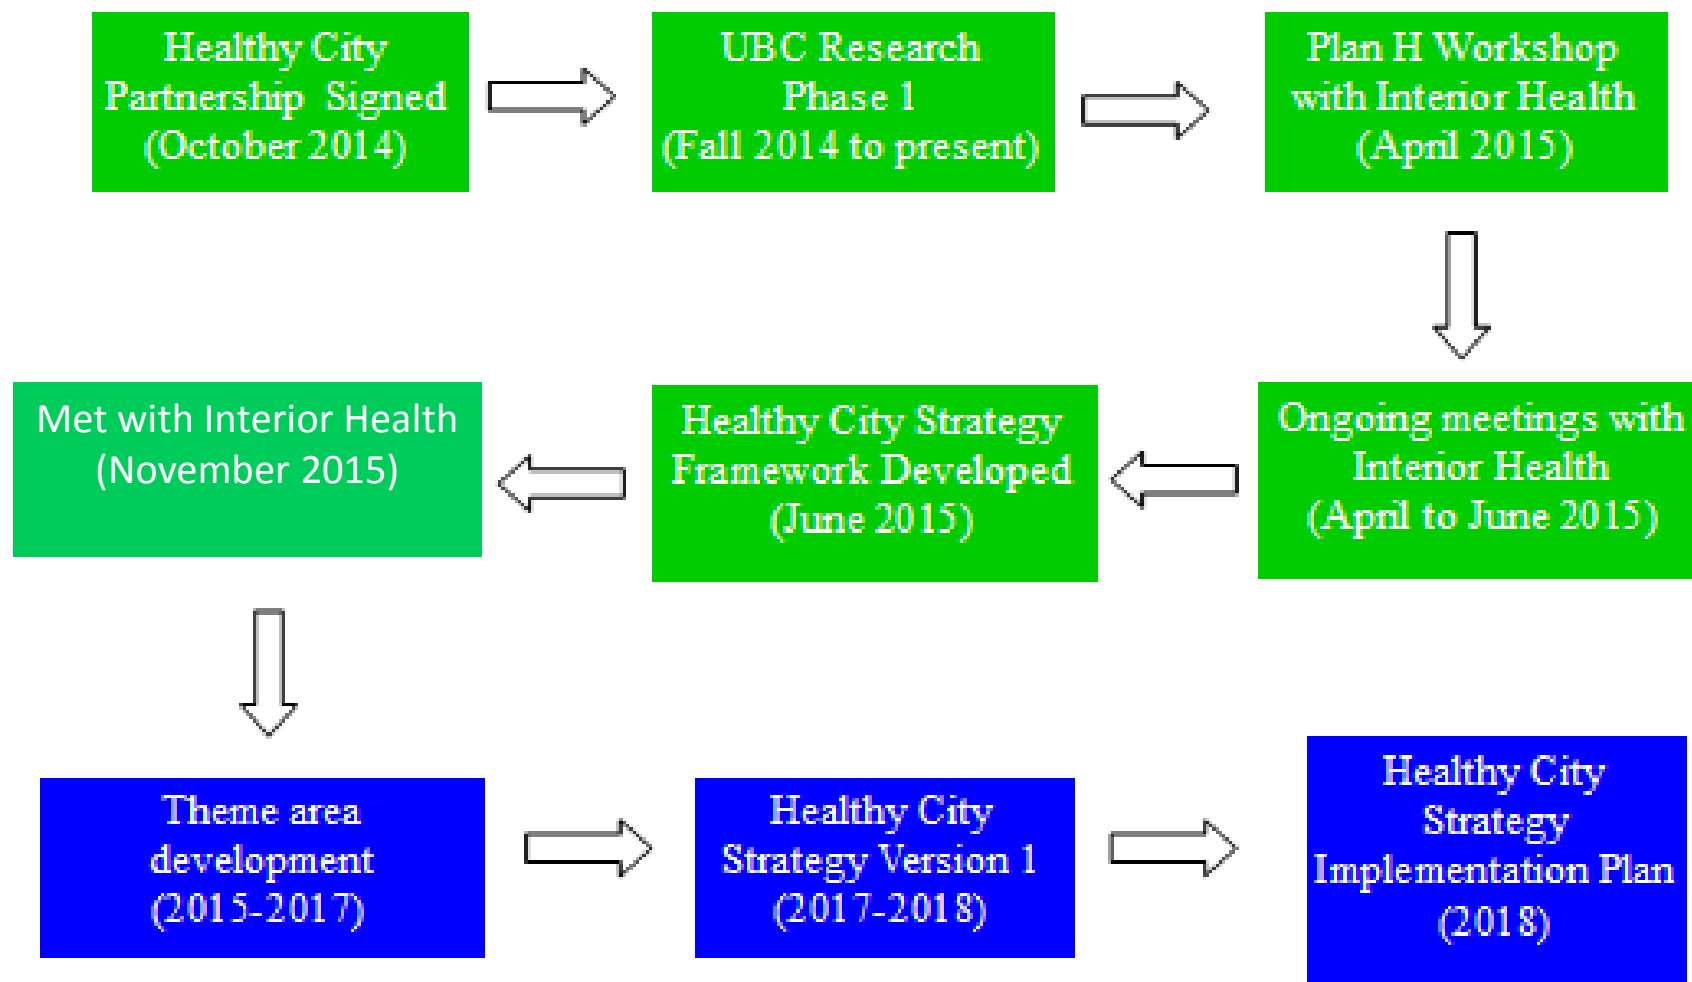 Healthy City
Partnership Signed
(October 2014)
UBC Research
Phase 1
(Fall 2014 to present)
Plan H Workshop
with Interior Health
(April 2015)
Ongoing meetings with
Interior Health
(April to June 2015)
Healthy City Strategy
Framework Developed
(June 2015)
Met with Interior Health
(November 2015)
Theme area
development
(2015-2017)
Healthy City
Strategy Version 1
(2017-2018)
Healthy City
Strategy
Implementation Plan
(2018)